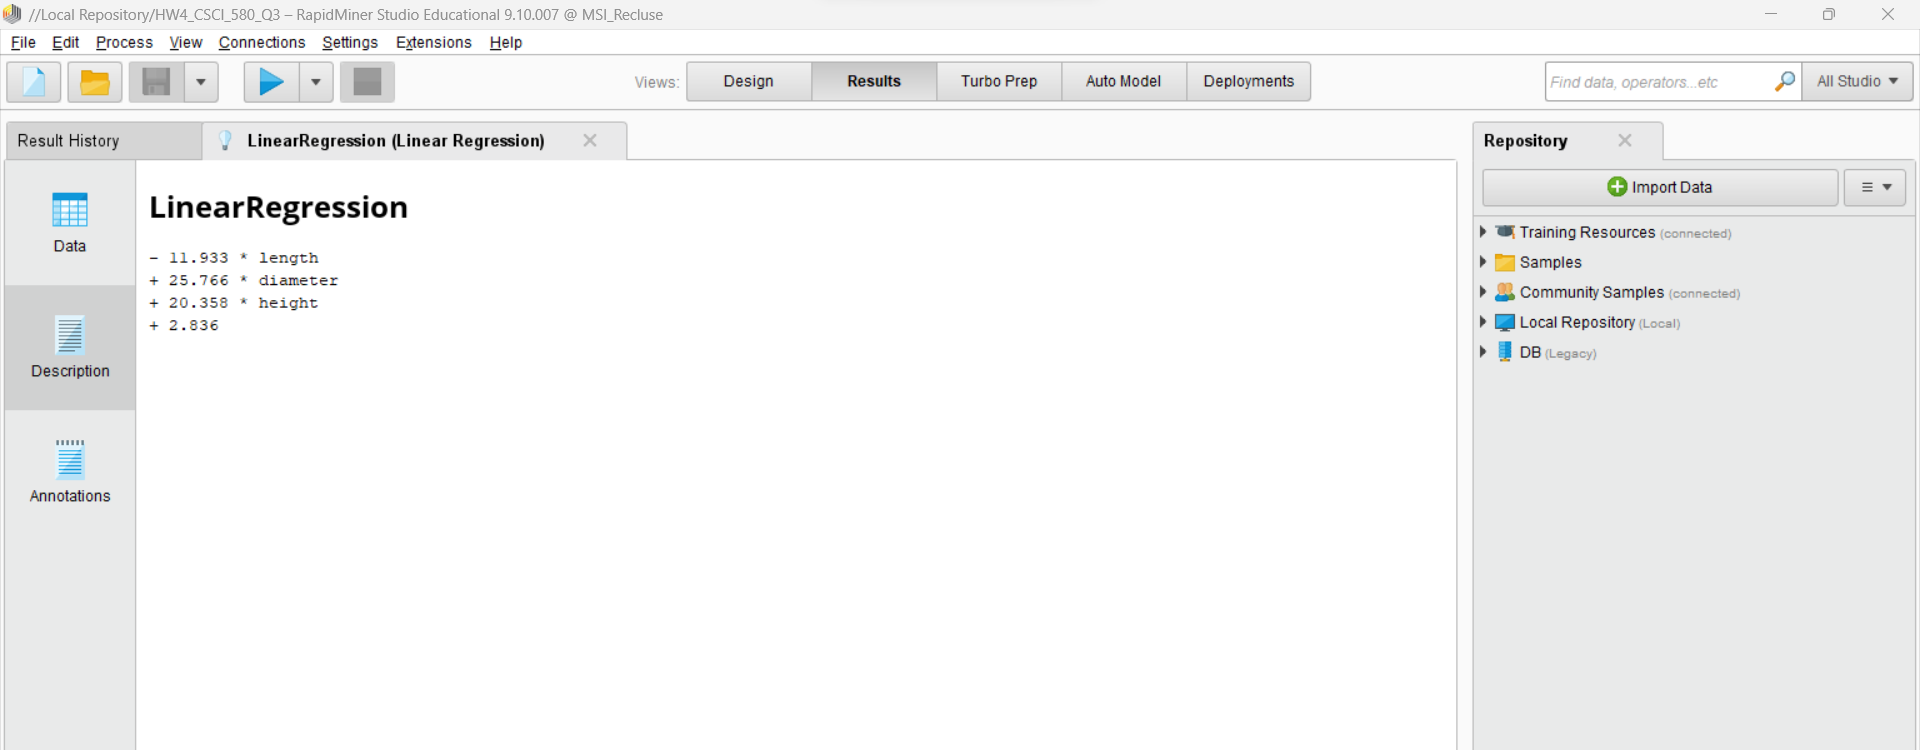 //Local Repository/HW4_CSCI_580_Q3 – RapidMiner Studio Educational 9.10.007 @ MSI_Recluse
File Edit Process View Connections Settings Extensions Help
Views: Design Results Turbo Prep Auto Model Deployments
Find data, operators...etc
All Studio
Result History
LinearRegression (Linear Regression)
Repository
Data
Description
Annotations
LinearRegression
- 11.933 * length
+ 25.766 * diameter
+ 20.358 * height
+ 2.836
Import Data
Training Resources (connected)
Samples
Community Samples (connected)
Local Repository (Local)
DB (Legacy)